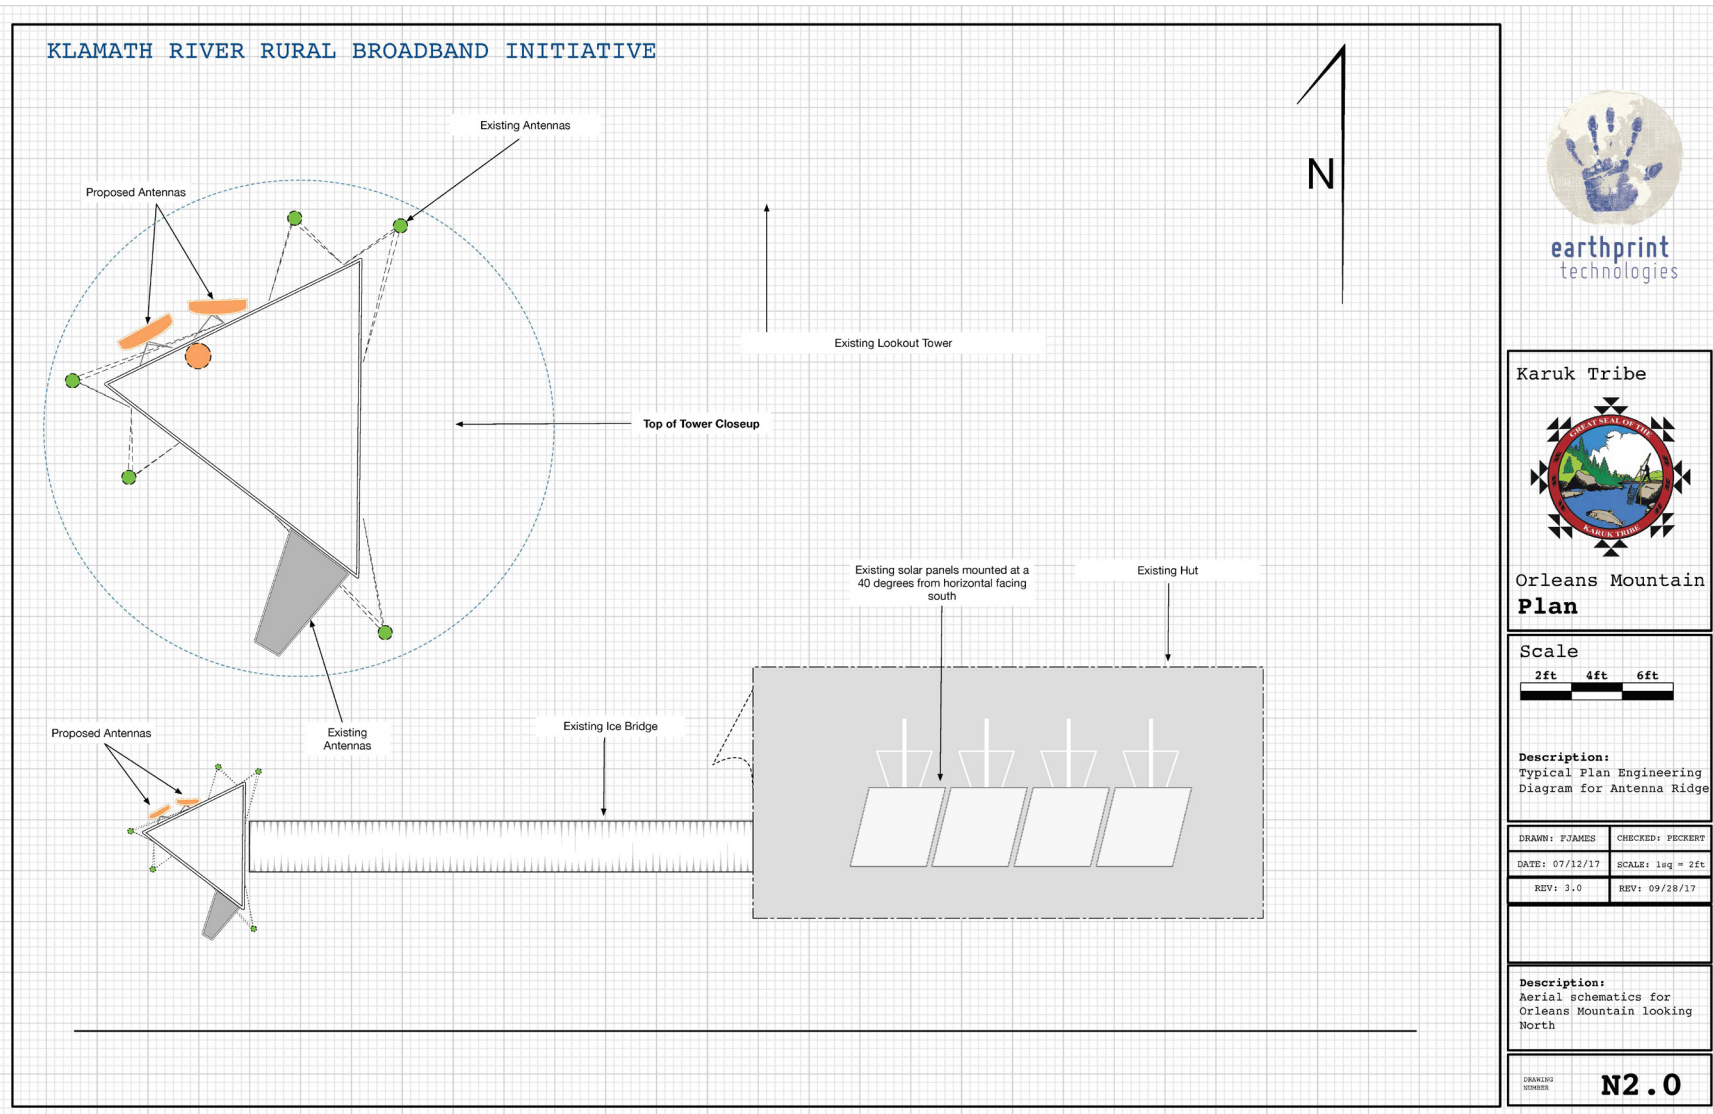 KLAMATH RIVER RURAL BROADBAND INITIATIVE
Existing Antennas
Proposed Antennas
N
Existing Lookout Tower
Top of Tower Closeup
Existing solar panels mounted at a
40 degrees from horizontal facing
south
Existing Hut
Proposed Antennas
Existing
Antennas
Existing Ice Bridge
earthprint
technologies
Karuk Tribe
GREAT SEAL OF THE
KARUK TRIBE
Orleans Mountain
Plan
Scale
2ft 4ft 6ft
Description:
Typical Plan Engineering
Diagram for Antenna Ridge
DRAWN: FJAMES CHECKED: PECKERT
DATE: 07/12/17 SCALE: 1sq = 2ft
REV: 3.0 REV: 09/28/17
Description:
Aerial schematics for
Orleans Mountain looking
North
DRAWING
NUMBER
N2.0